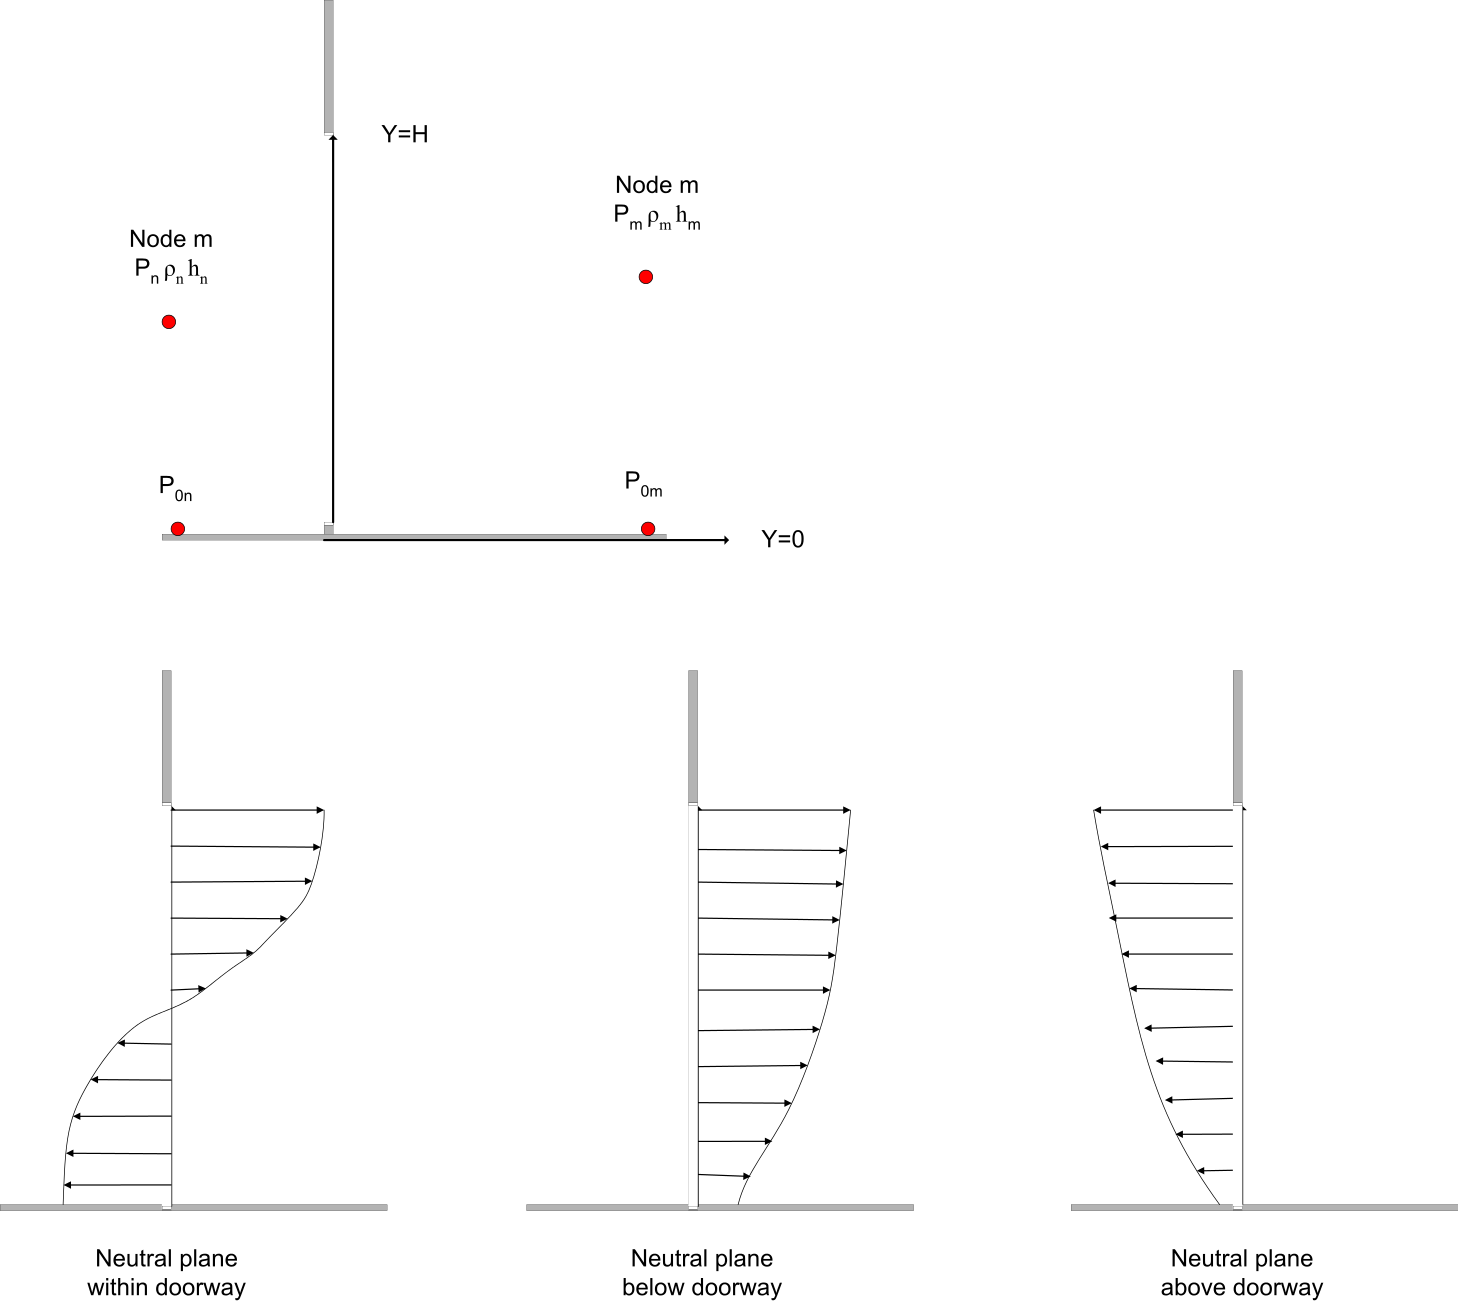 Y=H
Node m
Pm ρm hm
Node m
Pn ρn hn
P0n
P0m
Y=0
Neutral plane
within doorway
Neutral plane
below doorway
Neutral plane
above doorway